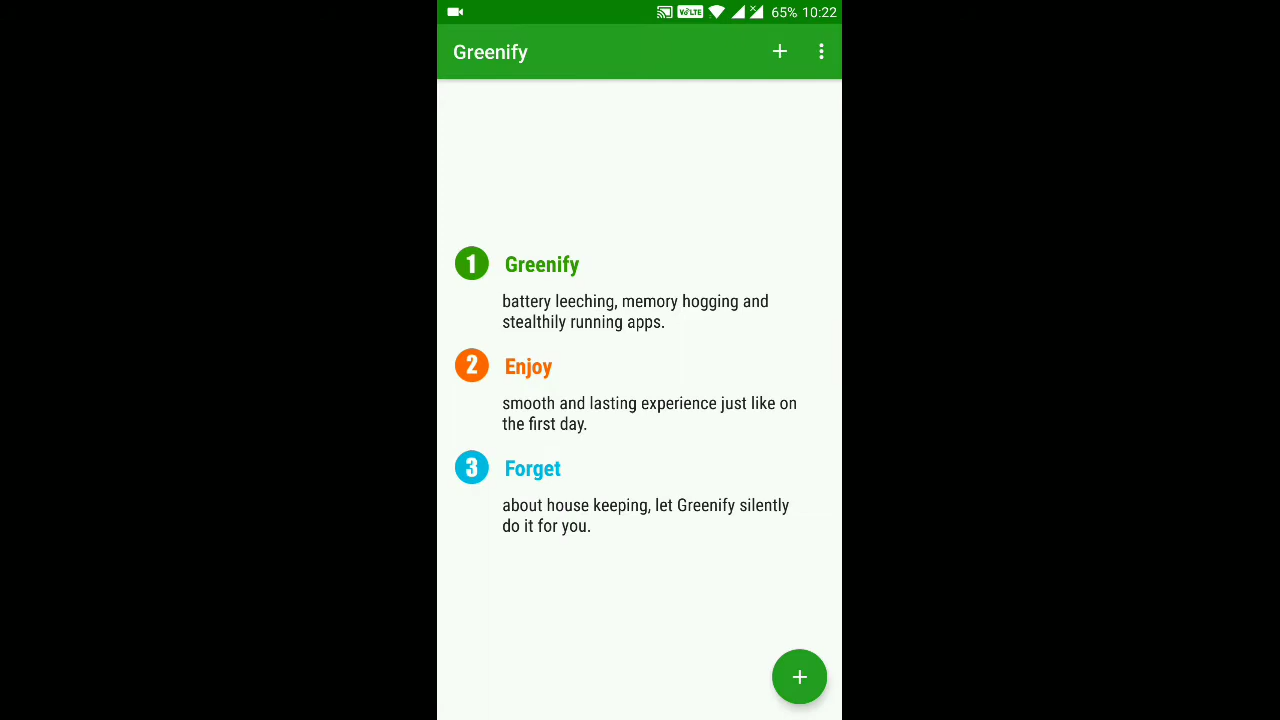 VoLTE 65% 10:22
Greenify
1 Greenify
battery leeching, memory hogging and
stealthily running apps.
2 Enjoy
smooth and lasting experience just like on
the first day.
3 Forget
about house keeping, let Greenify silently
do it for you.